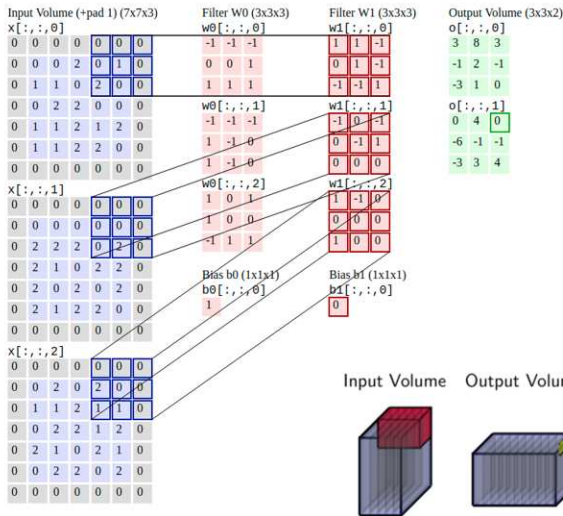 Input Volume (+pad 1) (7x7x3)
x[:,:,0]
0 0 0 0 0 0 0
0 0 0 2 0 1 0
0 1 1 0 2 0 0
0 0 2 2 0 0 0
0 1 1 2 1 2 0
0 1 1 2 2 0 0
0 0 0 0 0 0 0
x[:,:,1]
0 0 0 0 0 0 0
0 0 0 0 0 0 0
0 2 2 2 0 2 0
0 2 1 0 2 2 0
0 2 0 1 2 2 0
0 2 1 2 2 0 0
0 0 0 0 0 0 0
x[:,:,2]
0 0 0 0 0 0 0
0 0 2 0 2 0 0
0 1 1 2 1 1 0
0 0 2 2 1 2 0
0 2 1 0 2 1 0
0 0 2 2 0 2 0
0 0 0 0 0 0 0
Filter W0 (3x3x3)
w0[:,:,0]
-1 -1 -1
0 0 1
1 1 1
w0[:,:,1]
-1 -1 -1
1 -1 0
1 -1 0
w0[:,:,2]
1 0 1
1 0 0
-1 1 1
Bias b0 (1x1x1)
b0[:,:,0]
1
Filter W1 (3x3x3)
w1[:,:,0]
1 1 -1
1 0 -1
-1 -1 1
w1[:,:,1]
-1 0 -1
0 -1 1
0 0 0
w1[:,:,2]
1 -1 0
0 0 0
1 0 0
Bias b1 (1x1x1)
b1[:,:,0]
0
Output Volume (3x3x2)
o[:,:,0]
3 8 3
-1 2 -1
-3 1 0
o[:,:,1]
0 4 0
-6 -1 -1
-3 3 4
Input Volume Output Volu